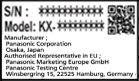 S/N :
Model: KX-
Manufacturer ;
Panasonic Corporation
Osaka, Japan
Authorised Representative in EU ;
Panasonic Marketing Europe GmbH
Panasonic Testing Centre
Winsbergring 15, 22525 Hamburg, Germany